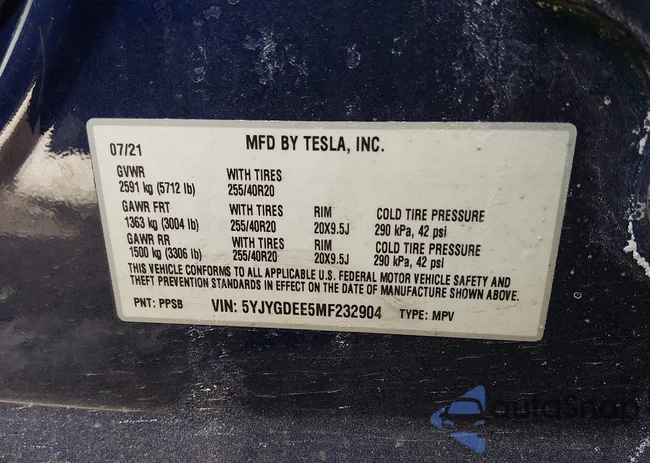 07/21 MFD BY TESLA, INC.
GVWR WITH TIRES
2591 kg (5712 lb) 255/40R20
GAWR FRT WITH TIRES RIM COLD TIRE PRESSURE
1363 kg (3004 lb) 255/40R20 20X9.5J 290 kPa, 42 psi
GAWR RR WITH TIRES RIM COLD TIRE PRESSURE
1500 kg (3306 lb) 255/40R20 20X9.5J 290 kPa, 42 psi
THIS VEHICLE CONFORMS TO ALL APPLICABLE U.S. FEDERAL MOTOR VEHICLE SAFETY AND
THEFT PREVENTION STANDARDS IN EFFECT ON THE DATE OF MANUFACTURE SHOWN ABOVE.
PNT: PPSB VIN: 5YJYGDEE5MF232904 TYPE: MPV
autoSnap